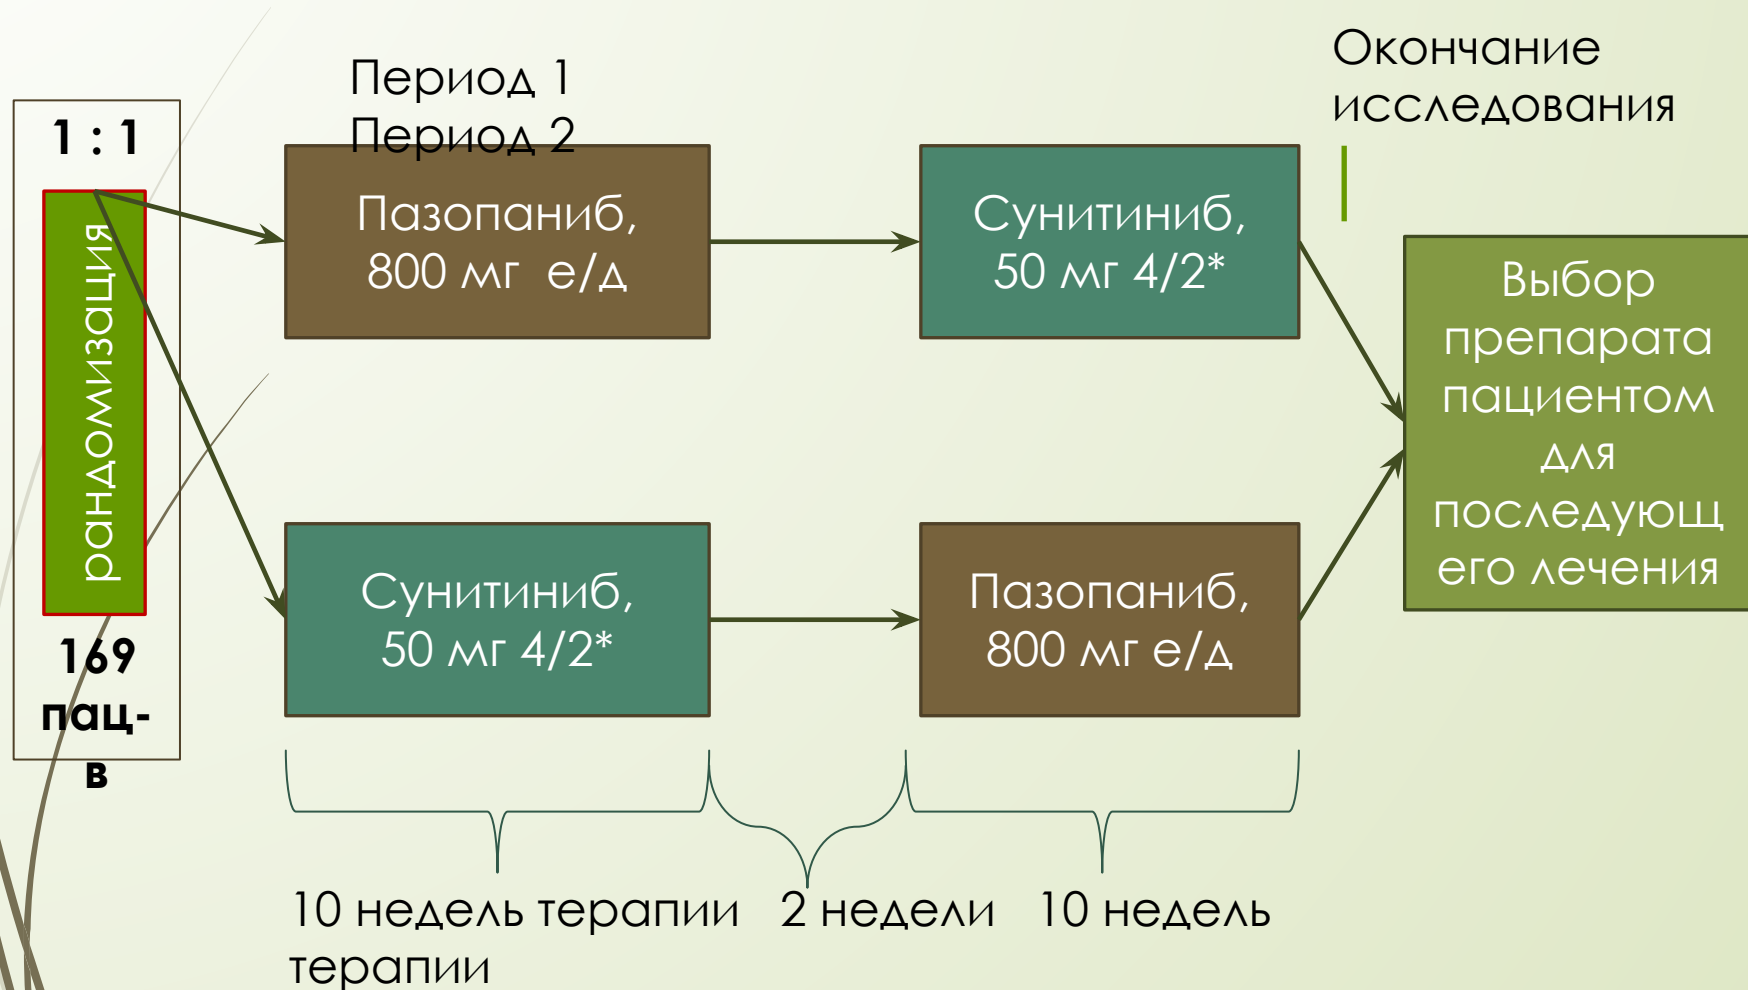 Период 1
Период 2
Окончание
исследования
1 : 1
рандомизация
169
пац-
в
Пазопаниб,
800 мг е/д
Сунитиниб,
50 мг 4/2*
Сунитиниб,
50 мг 4/2*
Пазопаниб,
800 мг е/д
Выбор
препарата
пациентом
для
последующ
его лечения
10 недель терапии 2 недели 10 недель
терапии